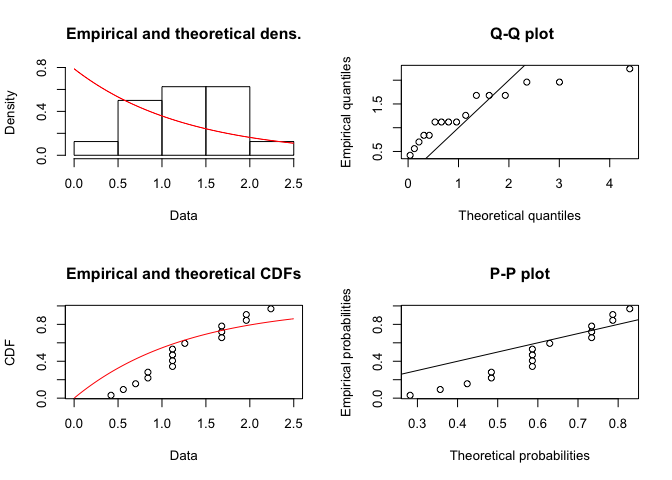 Empirical and theoretical dens.
Density
0.0 0.4 0.8
0.0 0.5 1.0 1.5 2.0 2.5
Data
Q-Q plot
Empirical quantiles
0.5 1.5
0 1 2 3 4
Theoretical quantiles
Empirical and theoretical CDFs
CDF
0.0 0.4 0.8
0.0 0.5 1.0 1.5 2.0 2.5
Data
P-P plot
Empirical probabilities
0.0 0.4 0.8
0.3 0.4 0.5 0.6 0.7 0.8
Theoretical probabilities